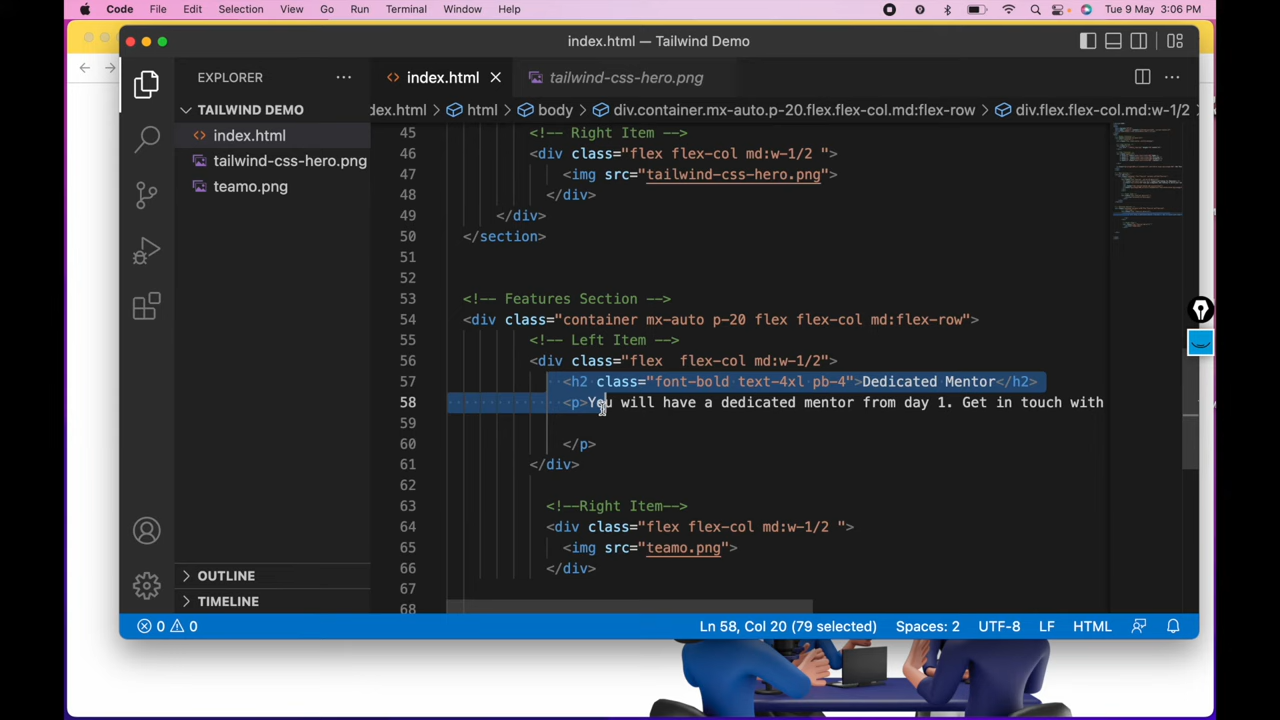 Code File Edit Selection View Go Run Terminal Window Help Tue 9 May 3:06 PM
index.html — Tailwind Demo
EXPLORER
index.html
tailwind-css-hero.png
TAILWIND DEMO
index.html
tailwind-css-hero.png
teamo.png
OUTLINE
TIMELINE
dex.html > html > body > div.container.mx-auto.p-20.flex.flex-col.md:flex-row > div.flex.flex-col.md:w-1/2
45 <!-- Right Item -->
46 <div class="flex flex-col md:w-1/2 ">
47 <img src="tailwind-css-hero.png">
48 </div>
49 </div>
50 </section>
51
52
53 <!-- Features Section -->
54 <div class="container mx-auto p-20 flex flex-col md:flex-row">
55 <!-- Left Item -->
56 <div class="flex  flex-col md:w-1/2">
57 <h2 class="font-bold text-4xl pb-4">Dedicated Mentor</h2>
58 <p>You will have a dedicated mentor from day 1. Get in touch with
59
60 </p>
61 </div>
62
63 <!--Right Item-->
64 <div class="flex flex-col md:w-1/2 ">
65 <img src="teamo.png">
66 </div>
67
68
0 0 Ln 58, Col 20 (79 selected) Spaces: 2 UTF-8 LF HTML